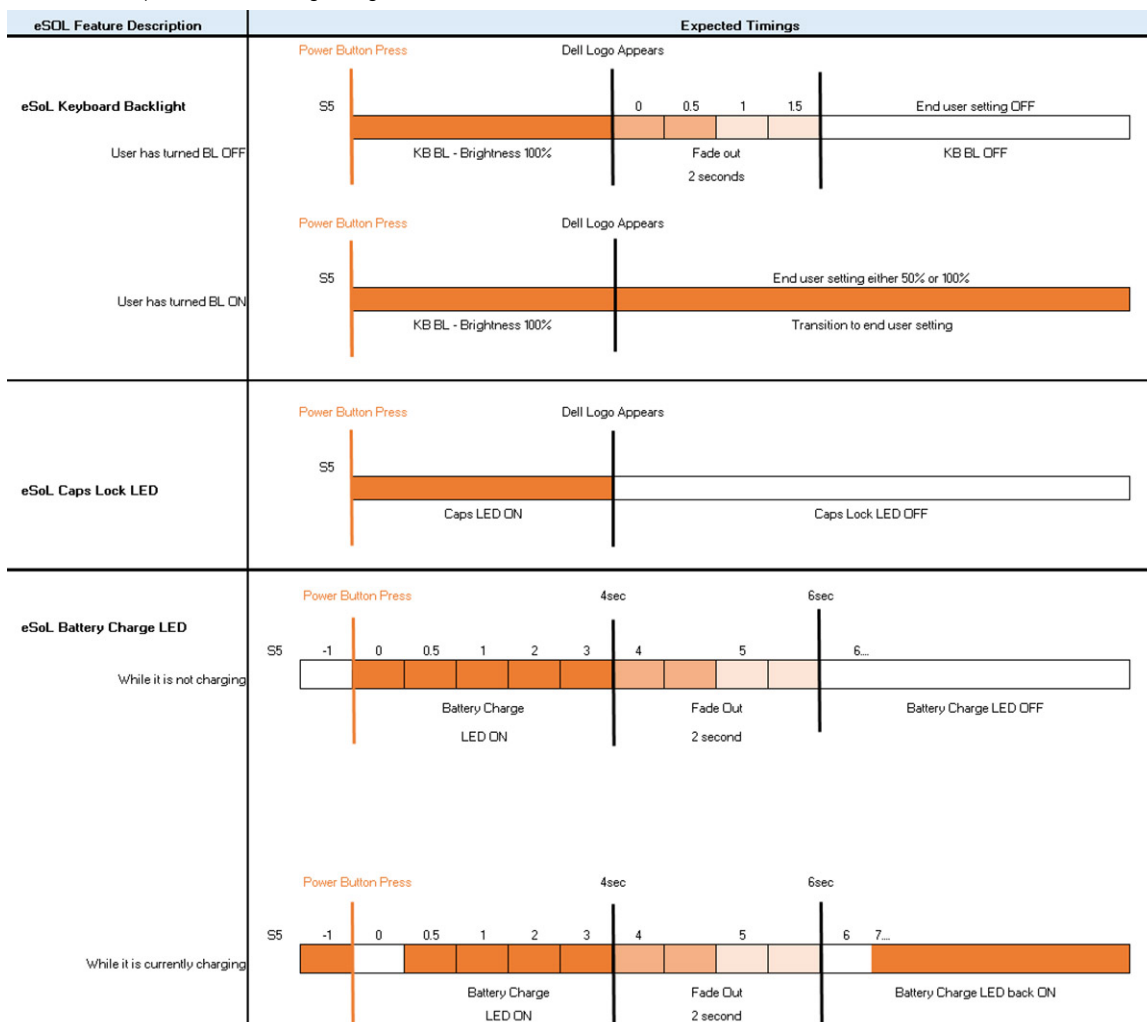 eSOL Feature Description Expected Timings
Power Button Press Dell Logo Appears
eSoL Keyboard Backlight S5 0 0.5 1 1.5 End user setting OFF
User has turned BL OFF KB BL - Brightness 100% Fade out KB BL OFF
2 seconds
Power Button Press Dell Logo Appears
S5 End user setting either 50% or 100%
User has turned BL ON
KB BL - Brightness 100% Transition to end user setting
Power Button Press Dell Logo Appears
S5
eSoL Caps Lock LED
Caps LED ON Caps Lock LED OFF
Power Button Press 4sec 6sec
eSoL Battery Charge LED
S5 -1 0 0.5 1 2 3 4 5 6...
While it is not charging
Battery Charge Fade Out Battery Charge LED OFF
LED ON 2 second
Power Button Press 4sec 6sec
S5 -1 0 0.5 1 2 3 4 5 6 7...
While it is currently charging
Battery Charge Fade Out Battery Charge LED back ON
LED ON 2 second